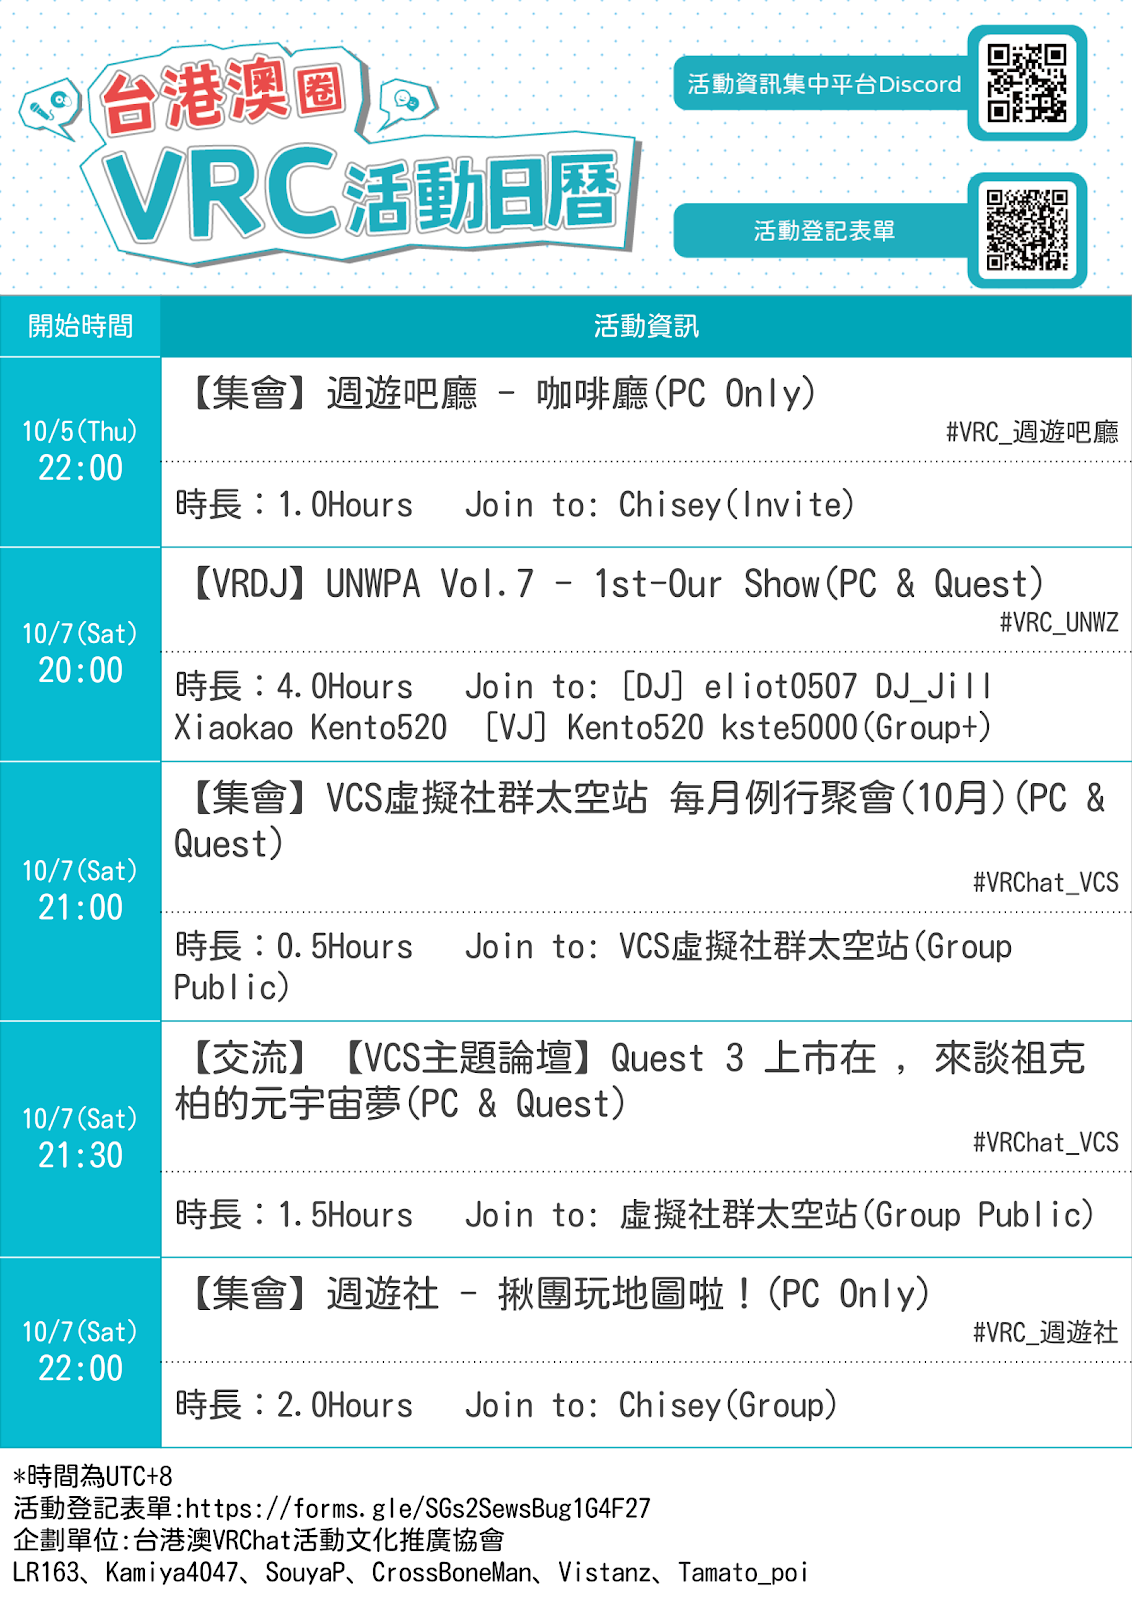 台港澳圈
VRC活動日曆
活動資訊集中平台Discord
活動登記表單
開始時間
活動資訊
10/5(Thu)
22:00
【集會】週遊吧廳 - 咖啡廳(PC Only)
#VRC_週遊吧廳
時長：1.0Hours Join to: Chisey(Invite)
10/7(Sat)
20:00
【VRDJ】UNWPA Vol.7 - 1st-Our Show(PC & Quest)
#VRC_UNWZ
時長：4.0Hours Join to: [DJ] eliot0507 DJ_Jill
Xiaokao Kento520 [VJ] Kento520 kste5000(Group+)
10/7(Sat)
21:00
【集會】VCS虛擬社群太空站 每月例行聚會(10月)(PC &
Quest)
#VRChat_VCS
時長：0.5Hours Join to: VCS虛擬社群太空站(Group
Public)
10/7(Sat)
21:30
【交流】【VCS主題論壇】Quest 3 上市在 , 來談祖克
柏的元宇宙夢(PC & Quest)
#VRChat_VCS
時長：1.5Hours Join to: 虛擬社群太空站(Group Public)
10/7(Sat)
22:00
【集會】週遊社 - 揪團玩地圖啦！(PC Only)
#VRC_週遊社
時長：2.0Hours Join to: Chisey(Group)
*時間為UTC+8
活動登記表單:https://forms.gle/SGs2SewsBug1G4F27
企劃單位:台港澳VRChat活動文化推廣協會
LR163、Kamiya4047、SouyaP、CrossBoneMan、Vistanz、Tamato_poi